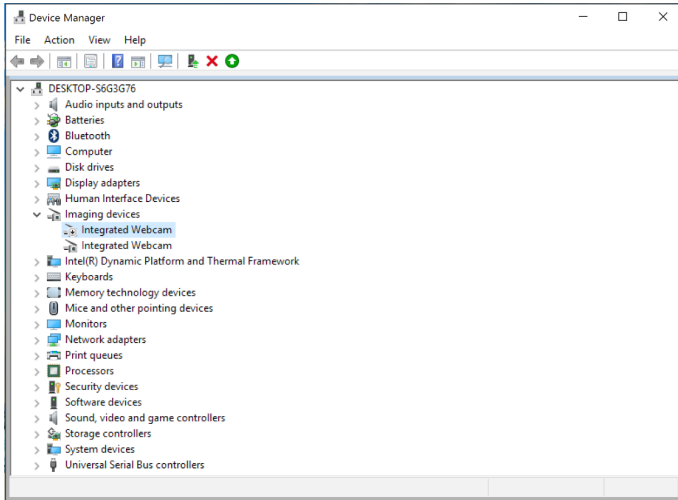 Device Manager
File Action View Help
DESKTOP-S6G3G76
Audio inputs and outputs
Batteries
Bluetooth
Computer
Disk drives
Display adapters
Human Interface Devices
Imaging devices
Integrated Webcam
Integrated Webcam
Intel(R) Dynamic Platform and Thermal Framework
Keyboards
Memory technology devices
Mice and other pointing devices
Monitors
Network adapters
Print queues
Processors
Security devices
Software devices
Sound, video and game controllers
Storage controllers
System devices
Universal Serial Bus controllers